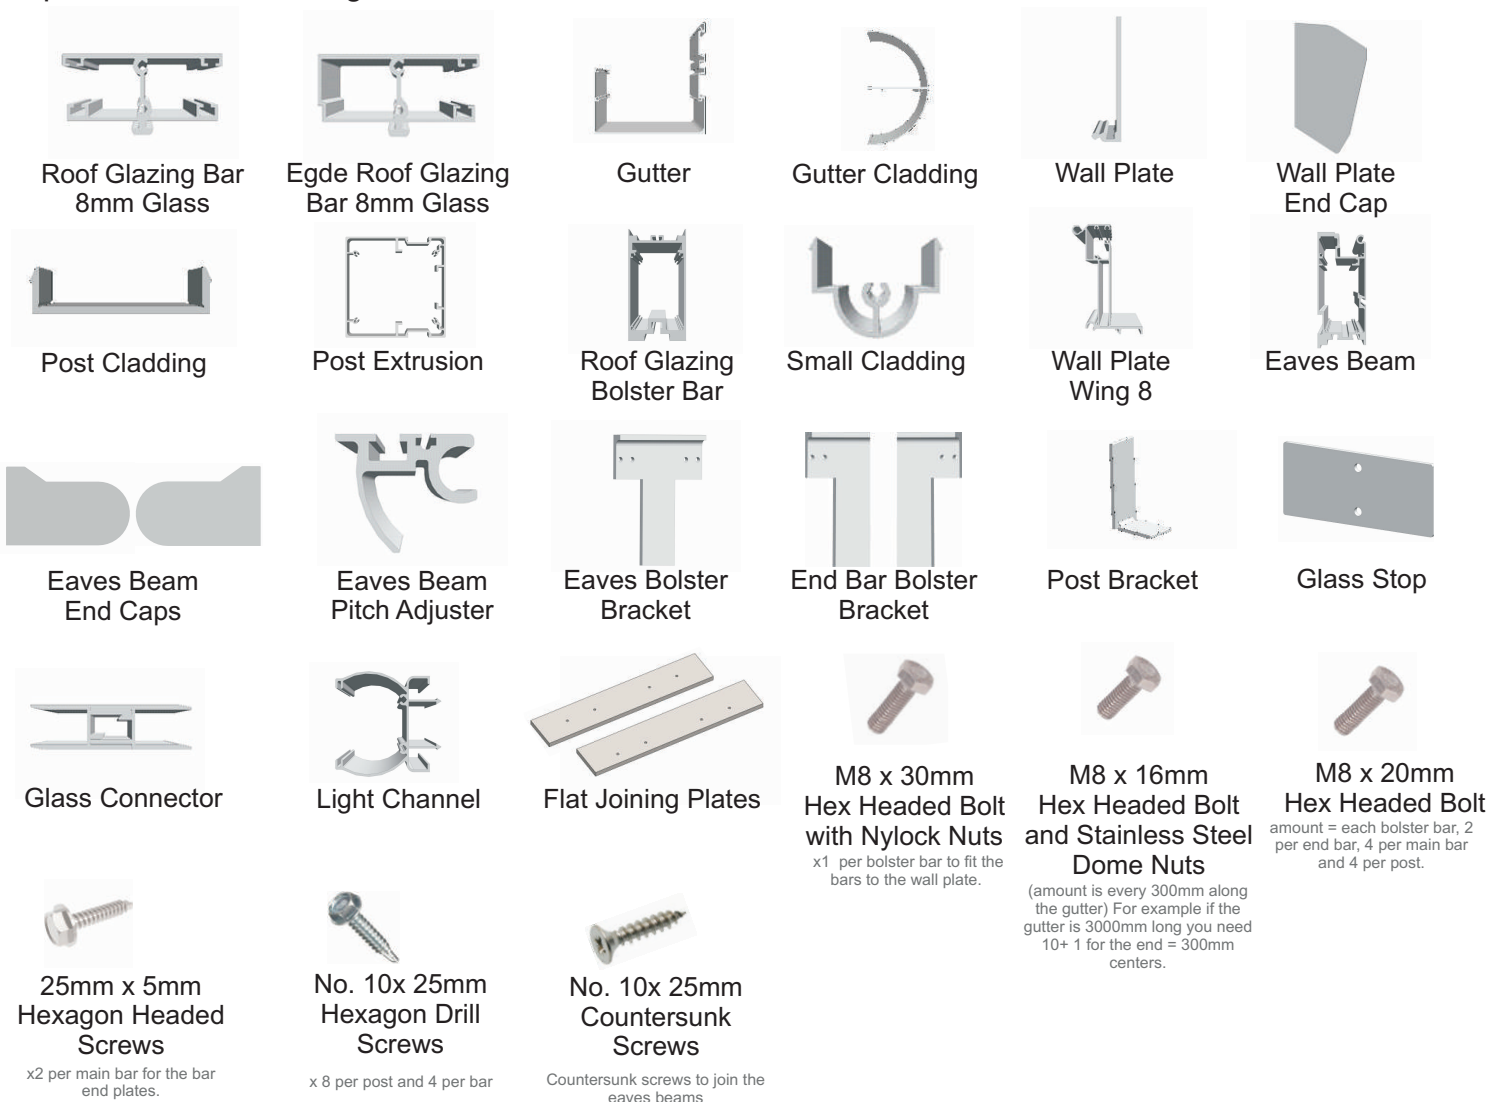 Roof Glazing Bar
8mm Glass
Egde Roof Glazing
Bar 8mm Glass
Gutter
Gutter Cladding
Wall Plate
Wall Plate
End Cap
Post Cladding
Post Extrusion
Roof Glazing
Bolster Bar
Small Cladding
Wall Plate
Wing 8
Eaves Beam
Eaves Beam
End Caps
Eaves Beam
Pitch Adjuster
Eaves Bolster
Bracket
End Bar Bolster
Bracket
Post Bracket
Glass Stop
Glass Connector
Light Channel
Flat Joining Plates
M8 x 30mm
Hex Headed Bolt
with Nylock Nuts
x1 per bolster bar to fit the
bars to the wall plate.
M8 x 16mm
Hex Headed Bolt
and Stainless Steel
Dome Nuts
(amount is every 300mm along
the gutter) For example if the
gutter is 3000mm long you need
10+ 1 for the end = 300mm
centers.
M8 x 20mm
Hex Headed Bolt
amount = each bolster bar, 2
per end bar, 4 per main bar
and 4 per post.
25mm x 5mm
Hexagon Headed
Screws
x2 per main bar for the bar
end plates.
No. 10x 25mm
Hexagon Drill
Screws
x 8 per post and 4 per bar
No. 10x 25mm
Countersunk
Screws
Countersunk screws to join the
eaves beams